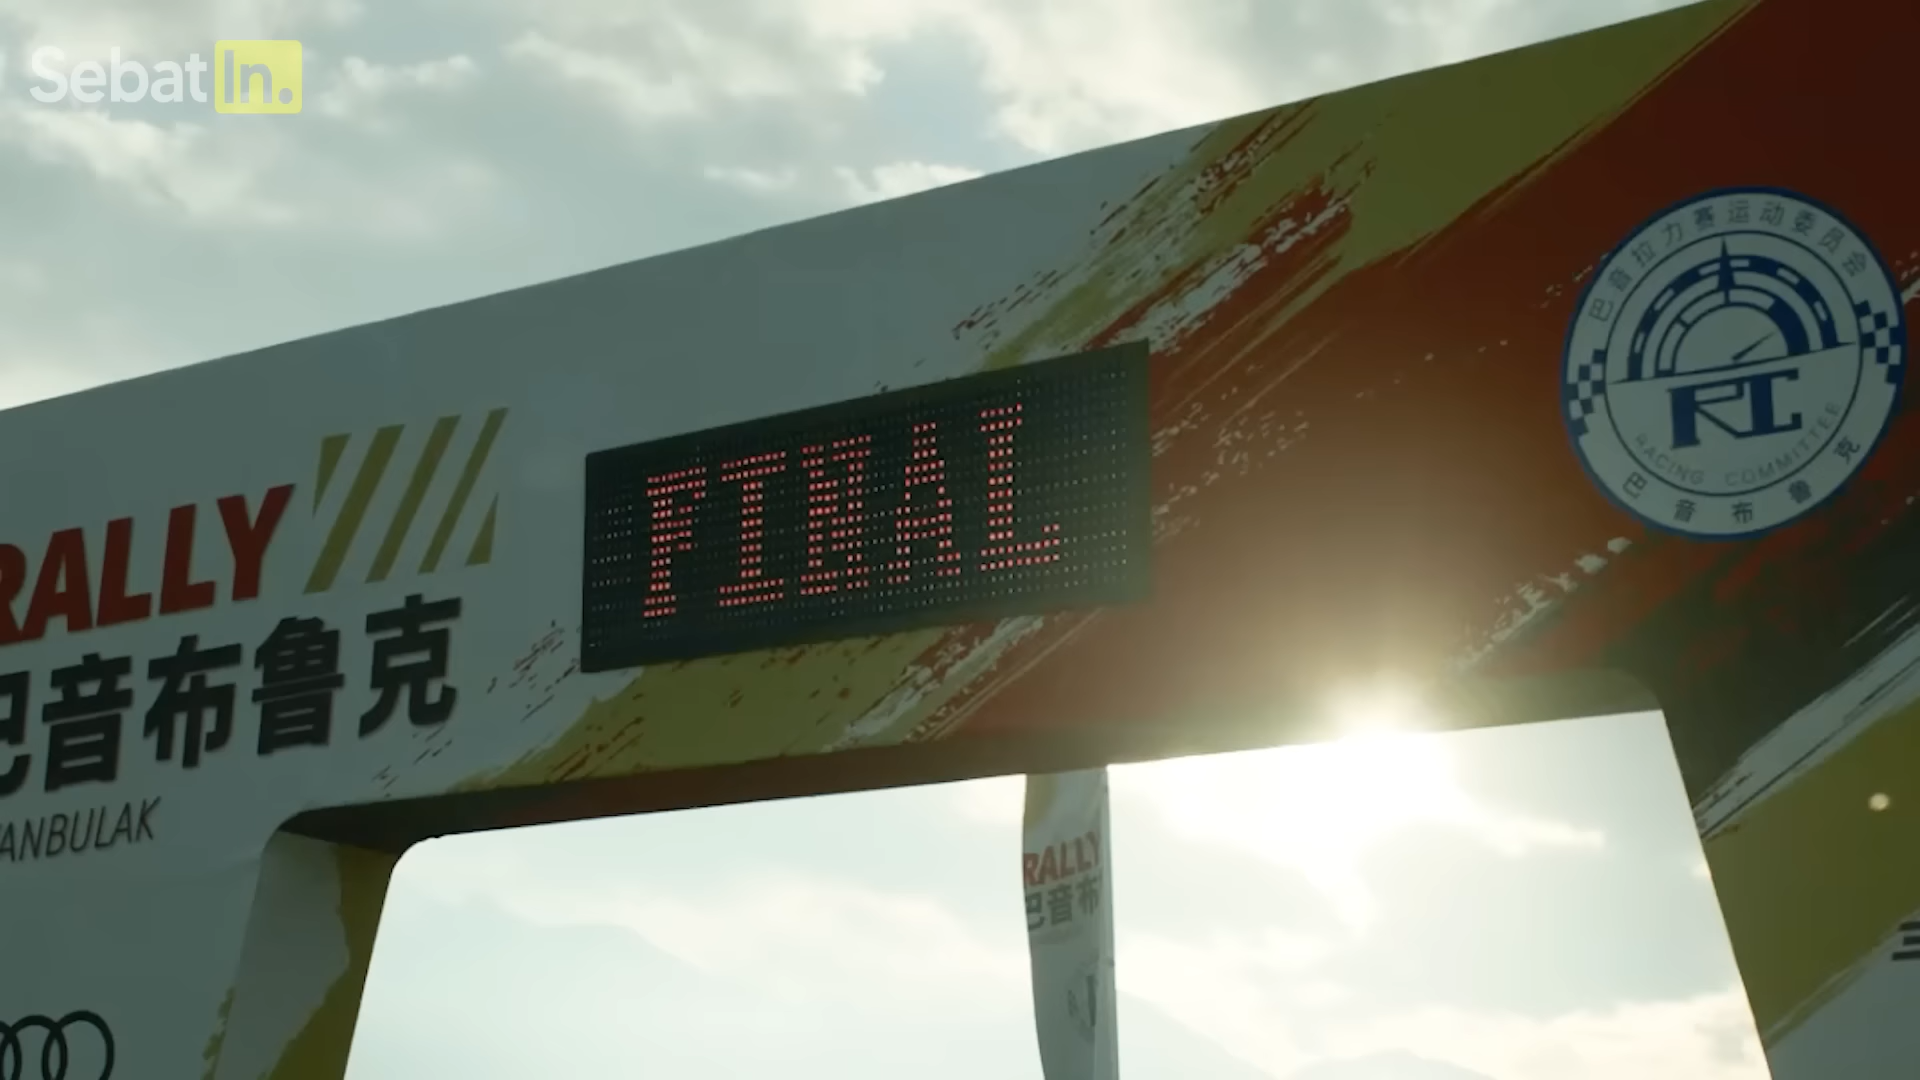 SebatIn.
FINAL
RALLY
巴音布鲁克
ANBULAK
巴音拉力赛运动委员会
RC
RACING COMMITTEE
巴音布鲁克
RALLY
巴音布